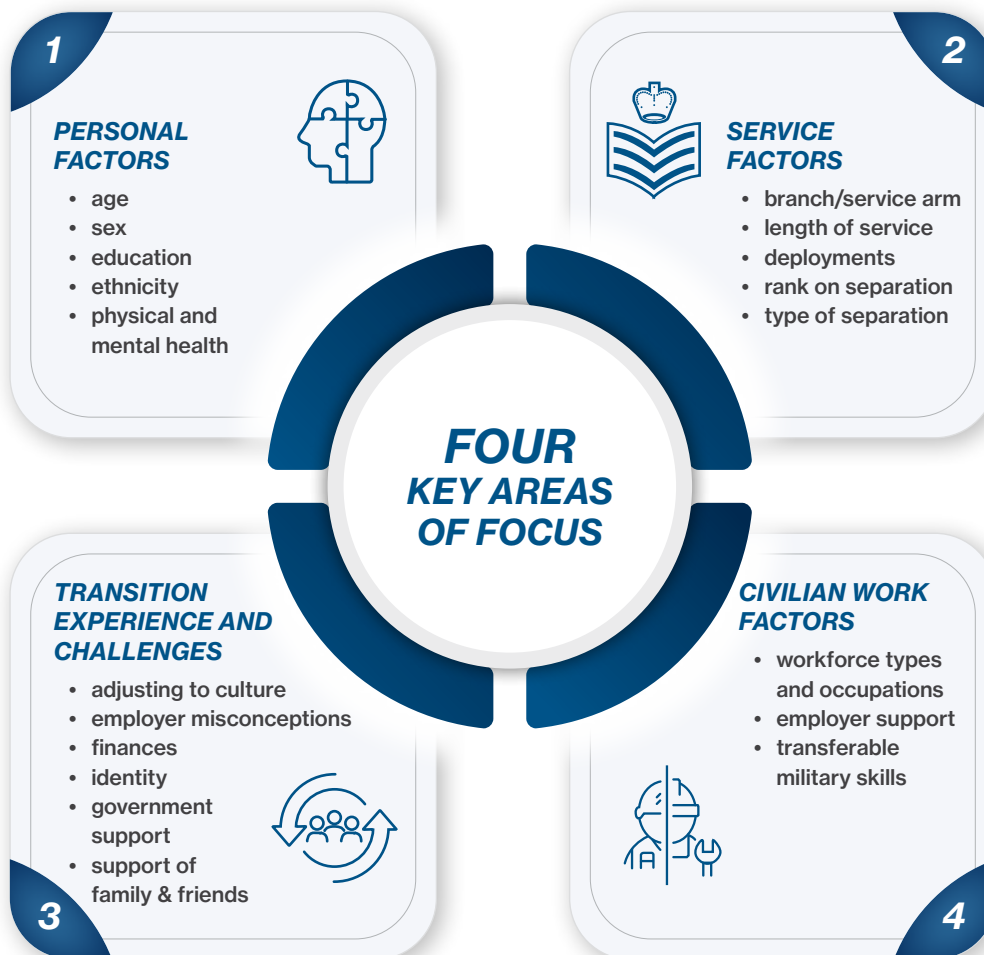 1
PERSONAL
FACTORS
• age
• sex
• education
• ethnicity
• physical and
mental health
2
SERVICE
FACTORS
• branch/service arm
• length of service
• deployments
• rank on separation
• type of separation
FOUR
KEY AREAS
OF FOCUS
TRANSITION
EXPERIENCE AND
CHALLENGES
• adjusting to culture
• employer misconceptions
• finances
• identity
• government
support
• support of
family & friends
3
CIVILIAN WORK
FACTORS
• workforce types
and occupations
• employer support
• transferable
military skills
4